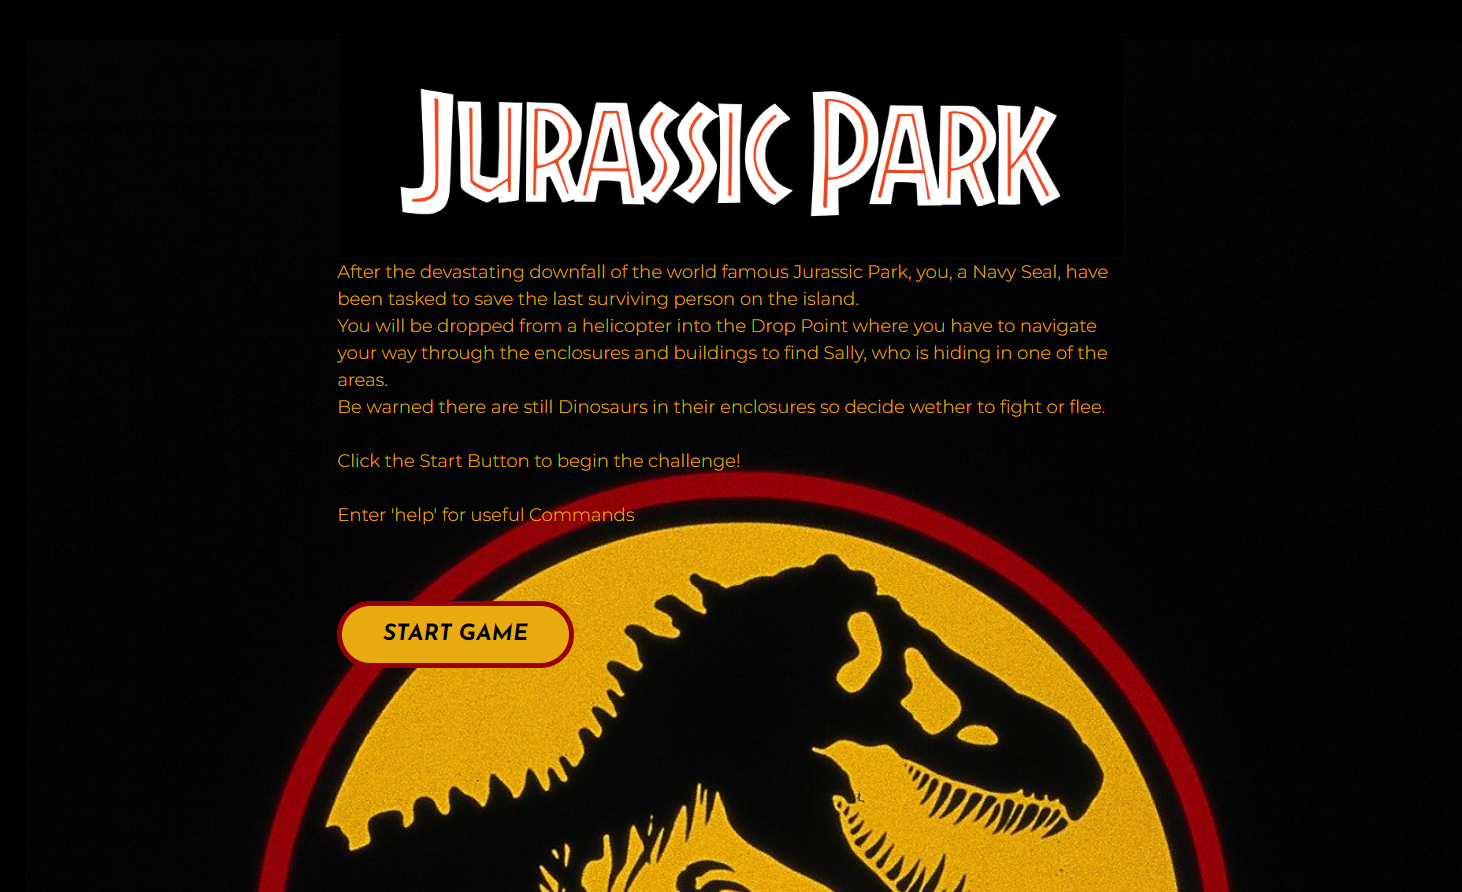 JURASSIC PARK
After the devastating downfall of the world famous Jurassic Park, you, a Navy Seal, have
been tasked to save the last surviving person on the island.
You will be dropped from a helicopter into the Drop Point where you have to navigate
your way through the enclosures and buildings to find Sally, who is hiding in one of the
areas.
Be warned there are still Dinosaurs in their enclosures so decide wether to fight or flee.
Click the Start Button to begin the challenge!
Enter 'help' for useful Commands
START GAME